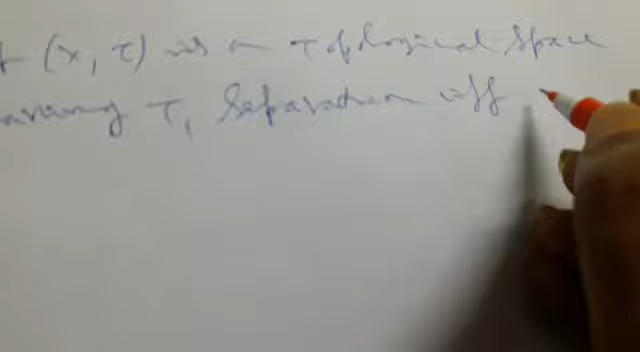 (x, τ) is a Topological Space
T₁ Separation iff